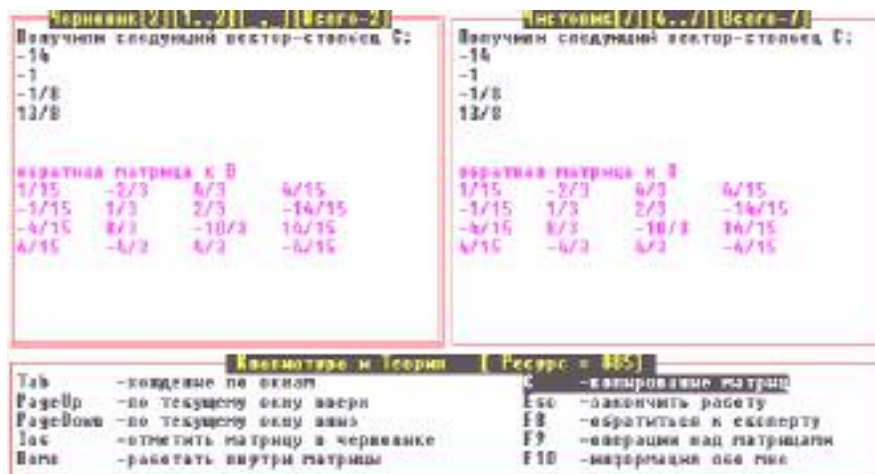 Черновик[2][1..2][ , ][Всего-2]
Получили следующий вектор-столбец C:
-14
-1
-1/8
13/8
обратная матрица к B
1/15 -2/3 4/3 4/15
-1/15 1/3 2/3 -14/15
-4/15 8/3 -10/3 14/15
4/15 -4/3 4/3 -4/15
Чистовик[7][6..7][Всего-7]
Получили следующий вектор-столбец C:
-14
-1
-1/8
13/8
обратная матрица к B
1/15 -2/3 4/3 4/15
-1/15 1/3 2/3 -14/15
-4/15 8/3 -10/3 14/15
4/15 -4/3 4/3 -4/15
Клавиатура и Теория [ Ресурс = 885]
Tab -хождение по окнам
PageUp -по текущему окну вверх
PageDown -по текущему окну вниз
Ins -отметить матрицу в черновике
Home -работать внутри матрицы
C -копирование матриц
Esc -закончить работу
F8 -обратиться к эксперту
F9 -операции над матрицами
F10 -информация обо мне